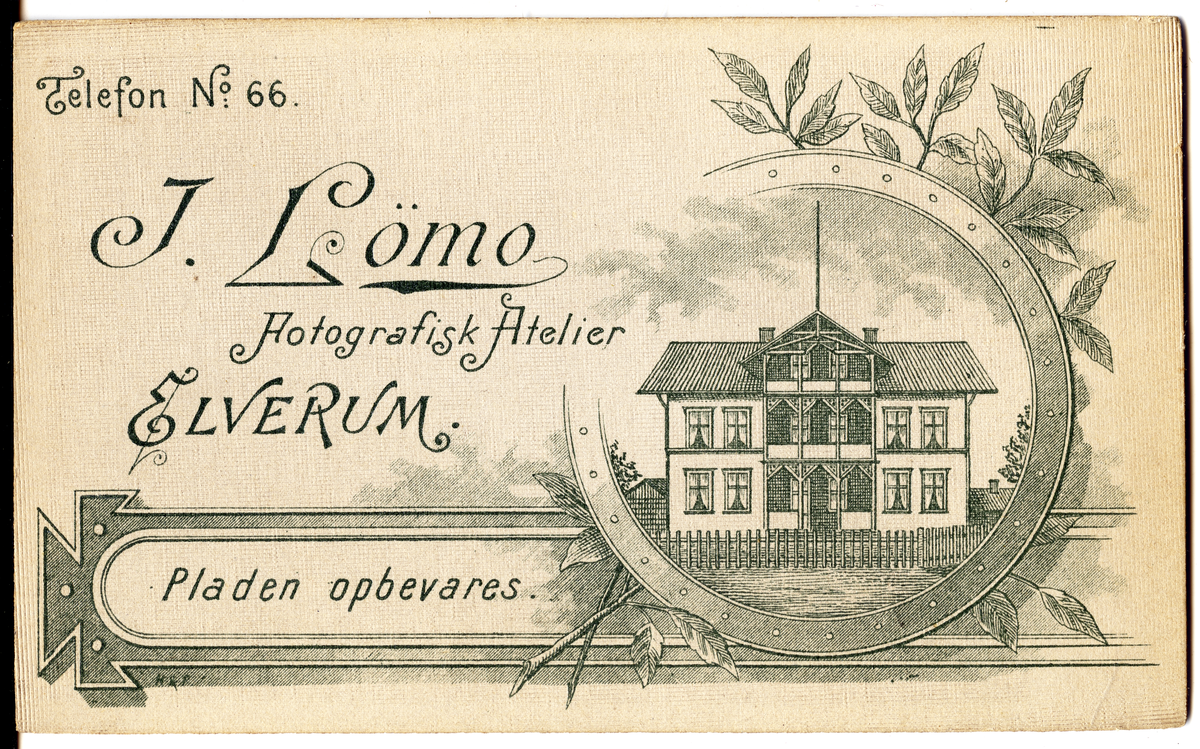 Telefon No: 66.
J. Lömo
Fotografisk Atelier
ELVERUM.
Pladen opbevares.